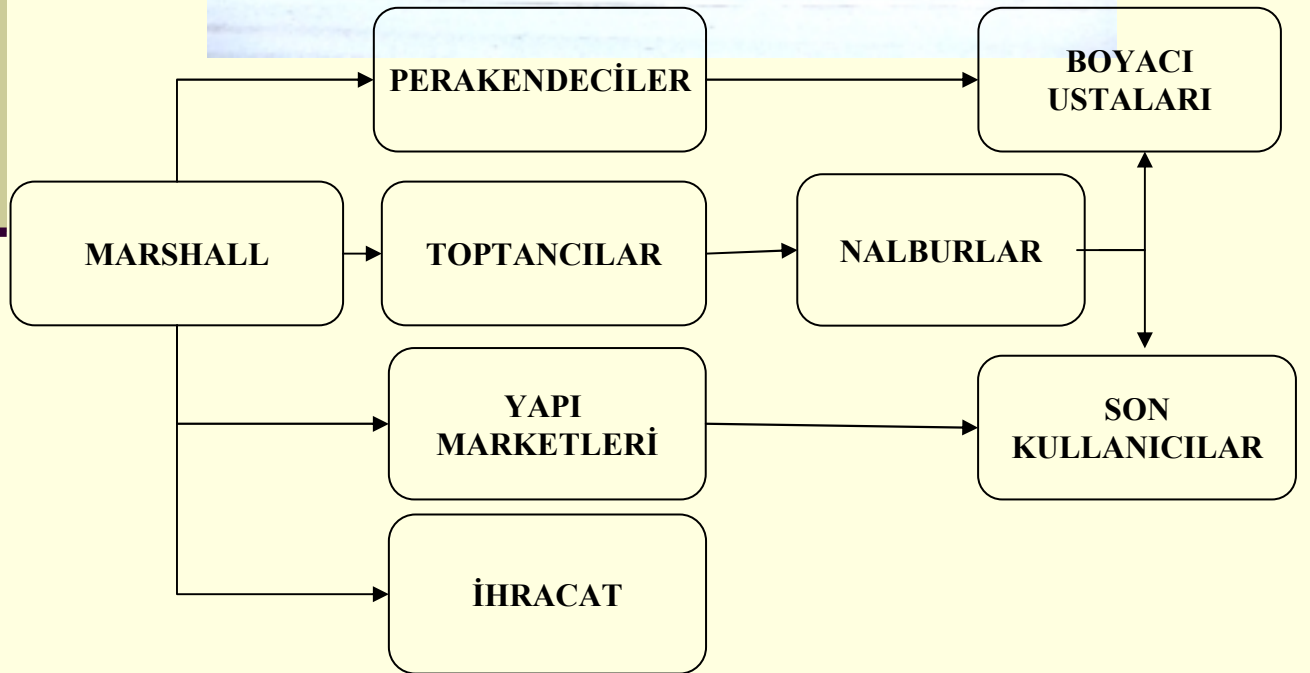 PERAKENDECİLER
BOYACI
USTALARI
MARSHALL
TOPTANCILAR
NALBURLAR
YAPI
MARKETLERİ
SON
KULLANICILAR
İHRACAT